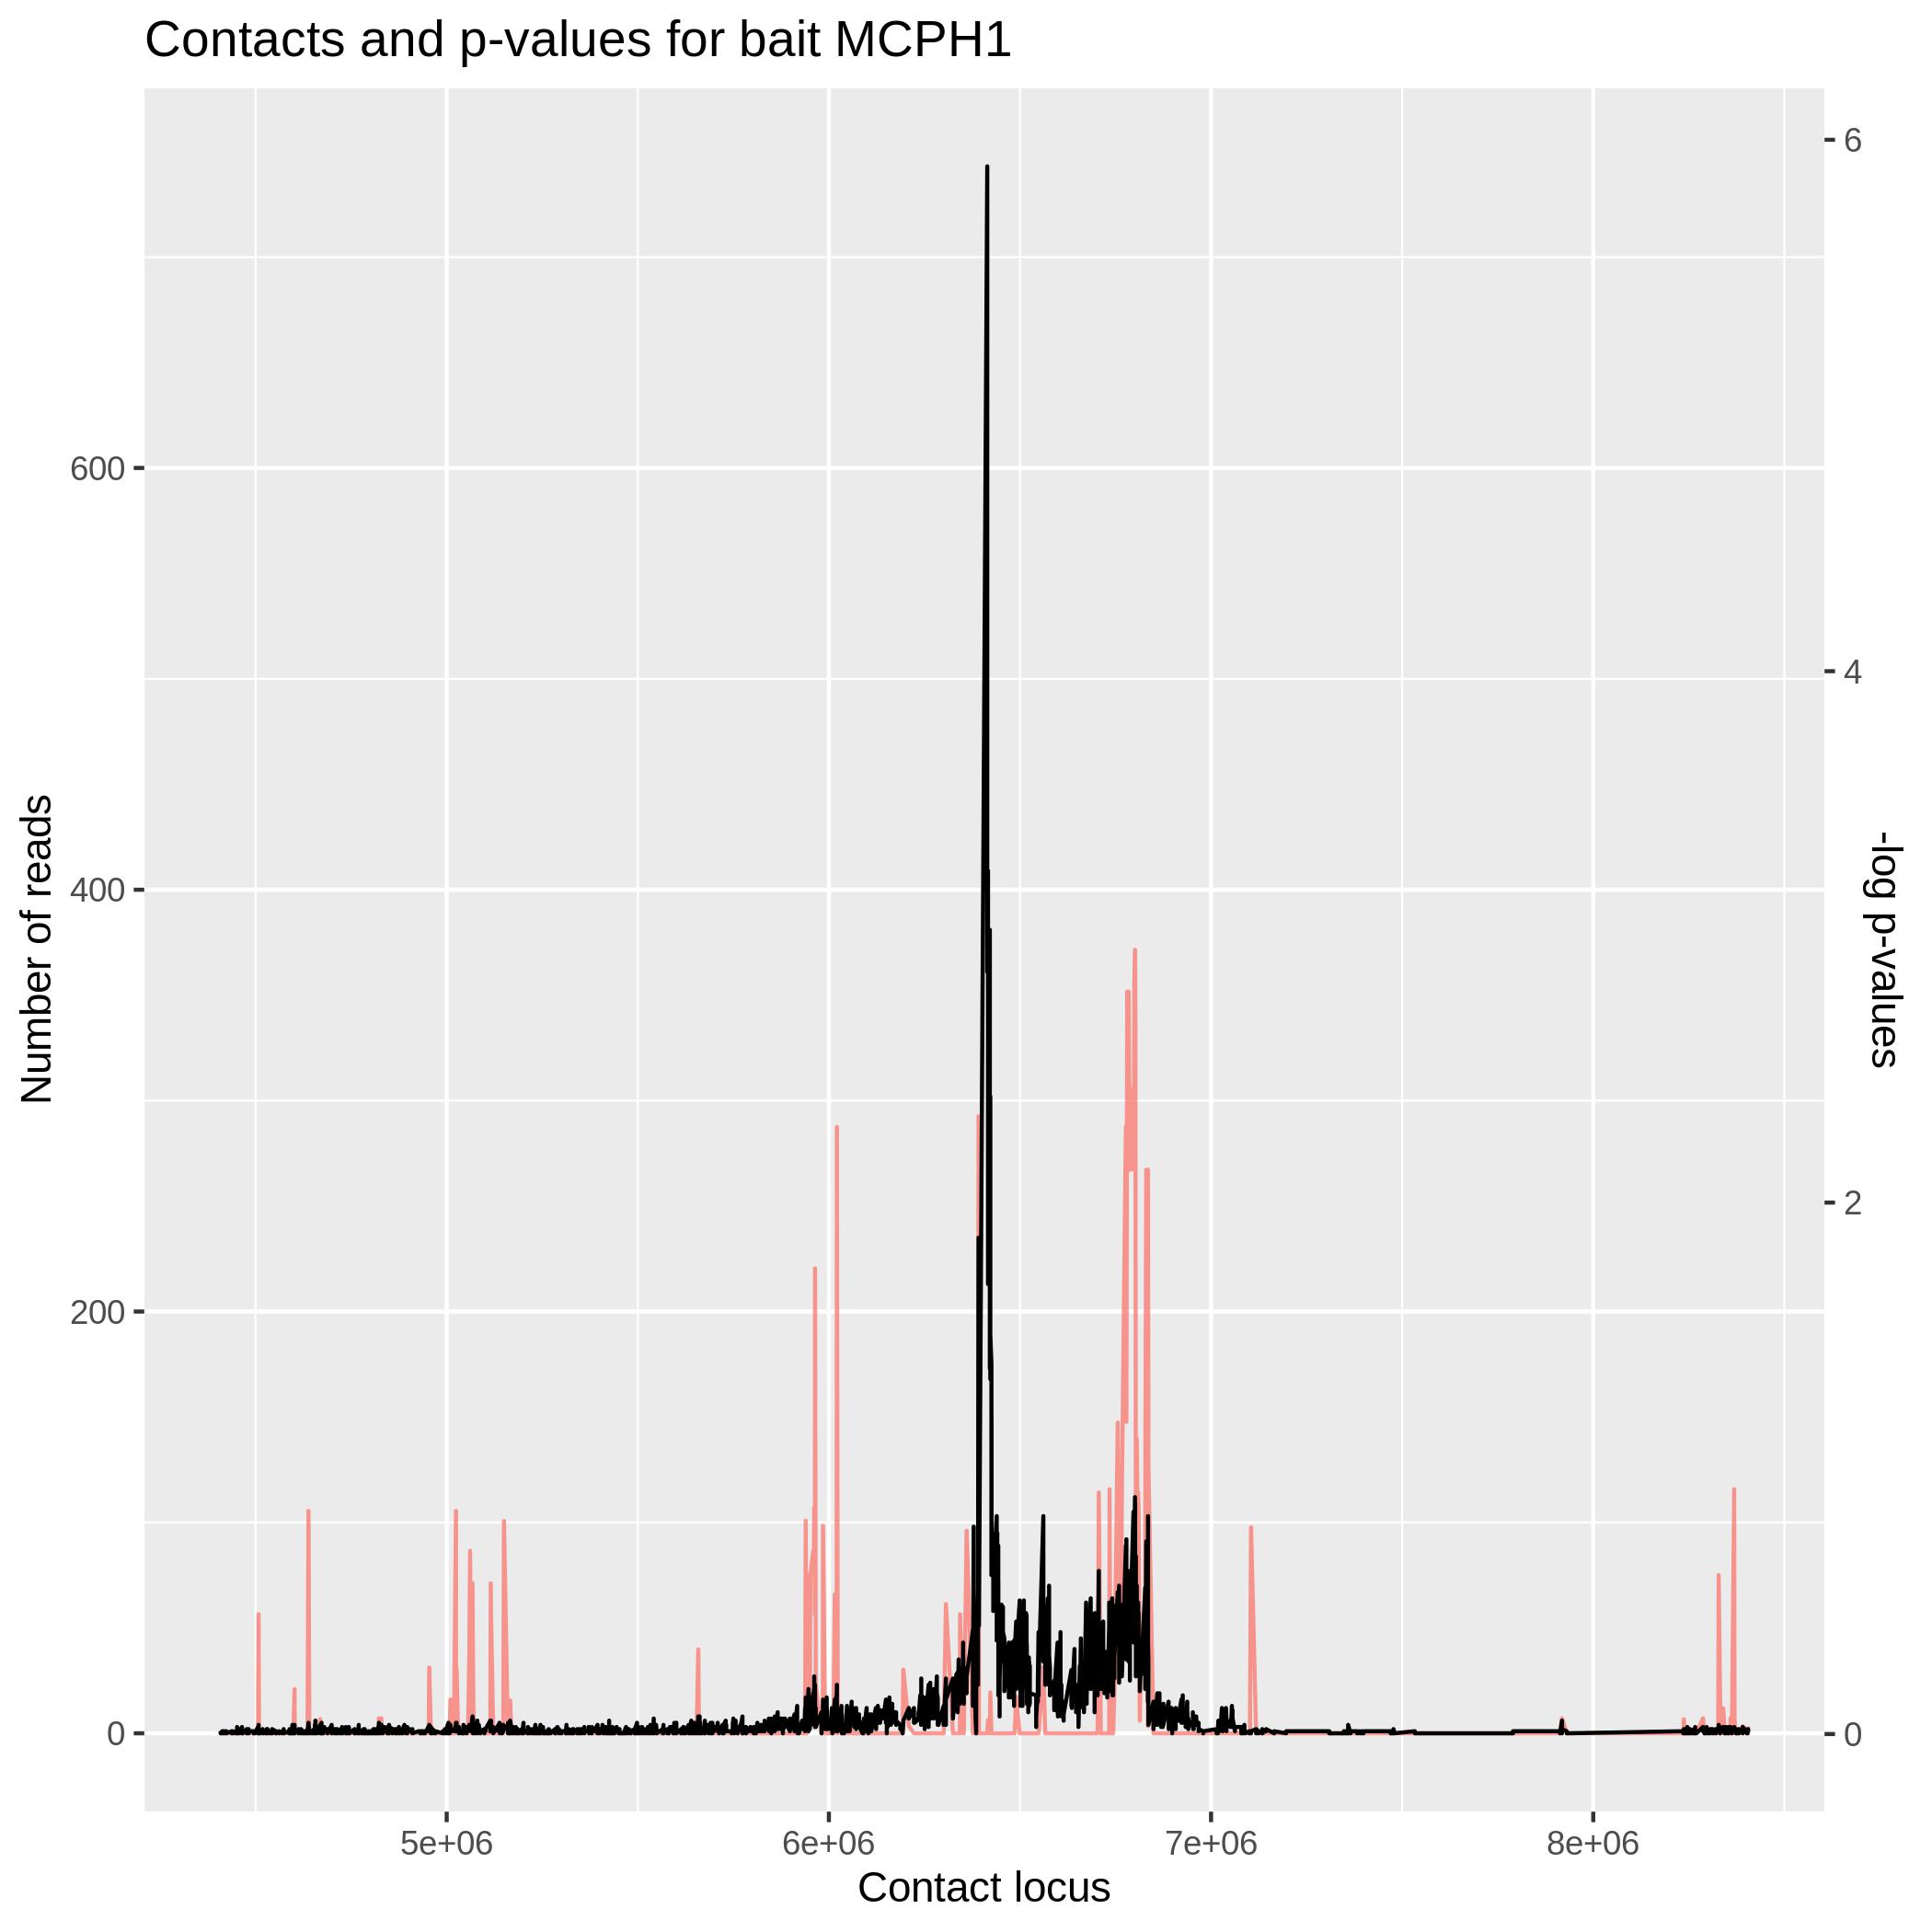 Contacts and p-values for bait MCPH1
Number of reads
600
400
200
0
6
4
2
0
-log p-values
5e+06
6e+06
7e+06
8e+06
Contact locus